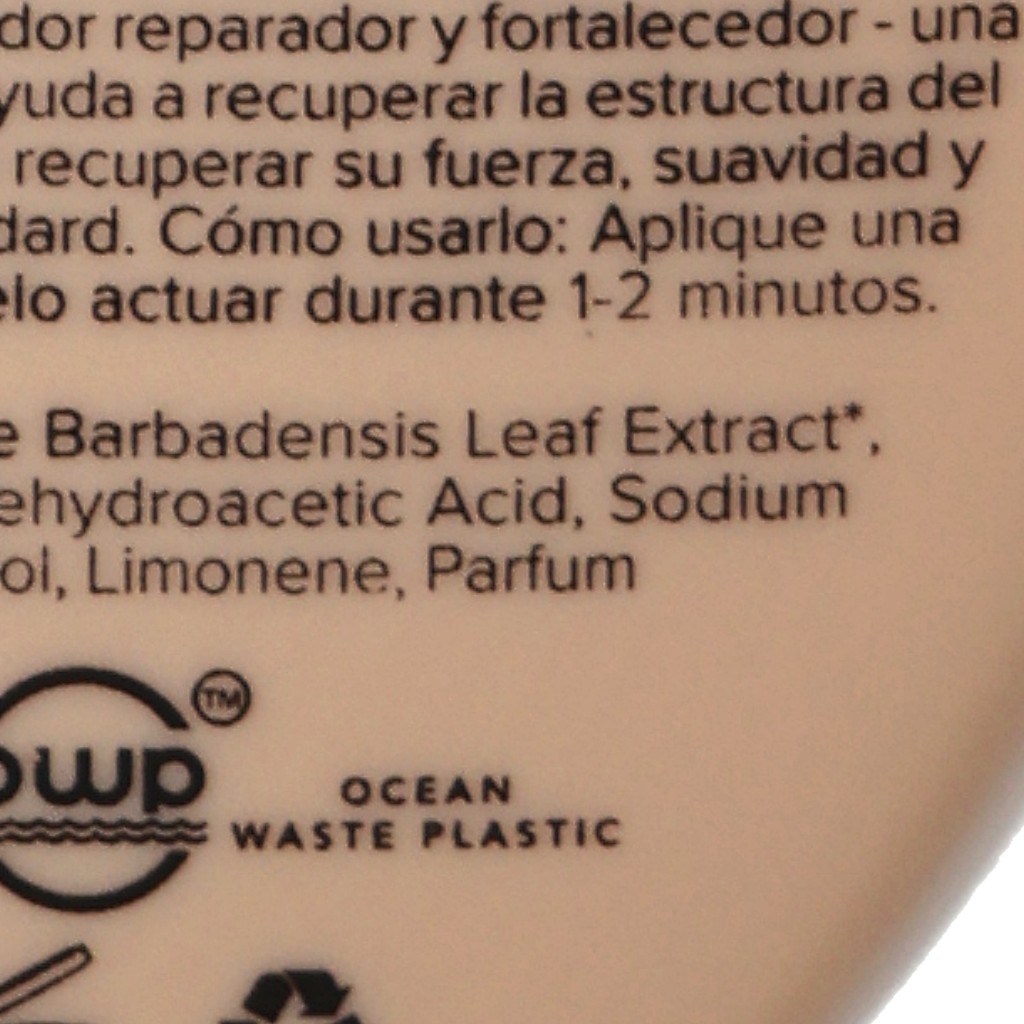 dor reparador y fortalecedor - una
yuda a recuperar la estructura del
recuperar su fuerza, suavidad y
dard. Cómo usarlo: Aplique una
elo actuar durante 1-2 minutos.
e Barbadensis Leaf Extract*,
ehydroacetic Acid, Sodium
ol, Limonene, Parfum
TM
owp
OCEAN
WASTE PLASTIC